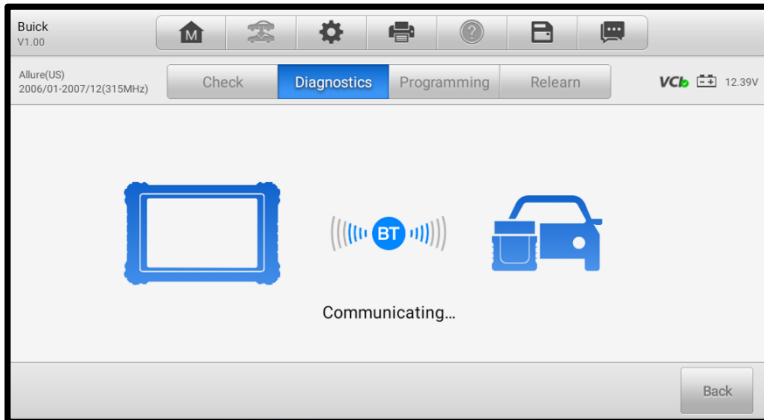 Buick
V1.00
M
?
Allure(US)
2006/01-2007/12(315MHz)
Check
Diagnostics
Programming
Relearn
VCI
12.39V
BT
Communicating...
Back